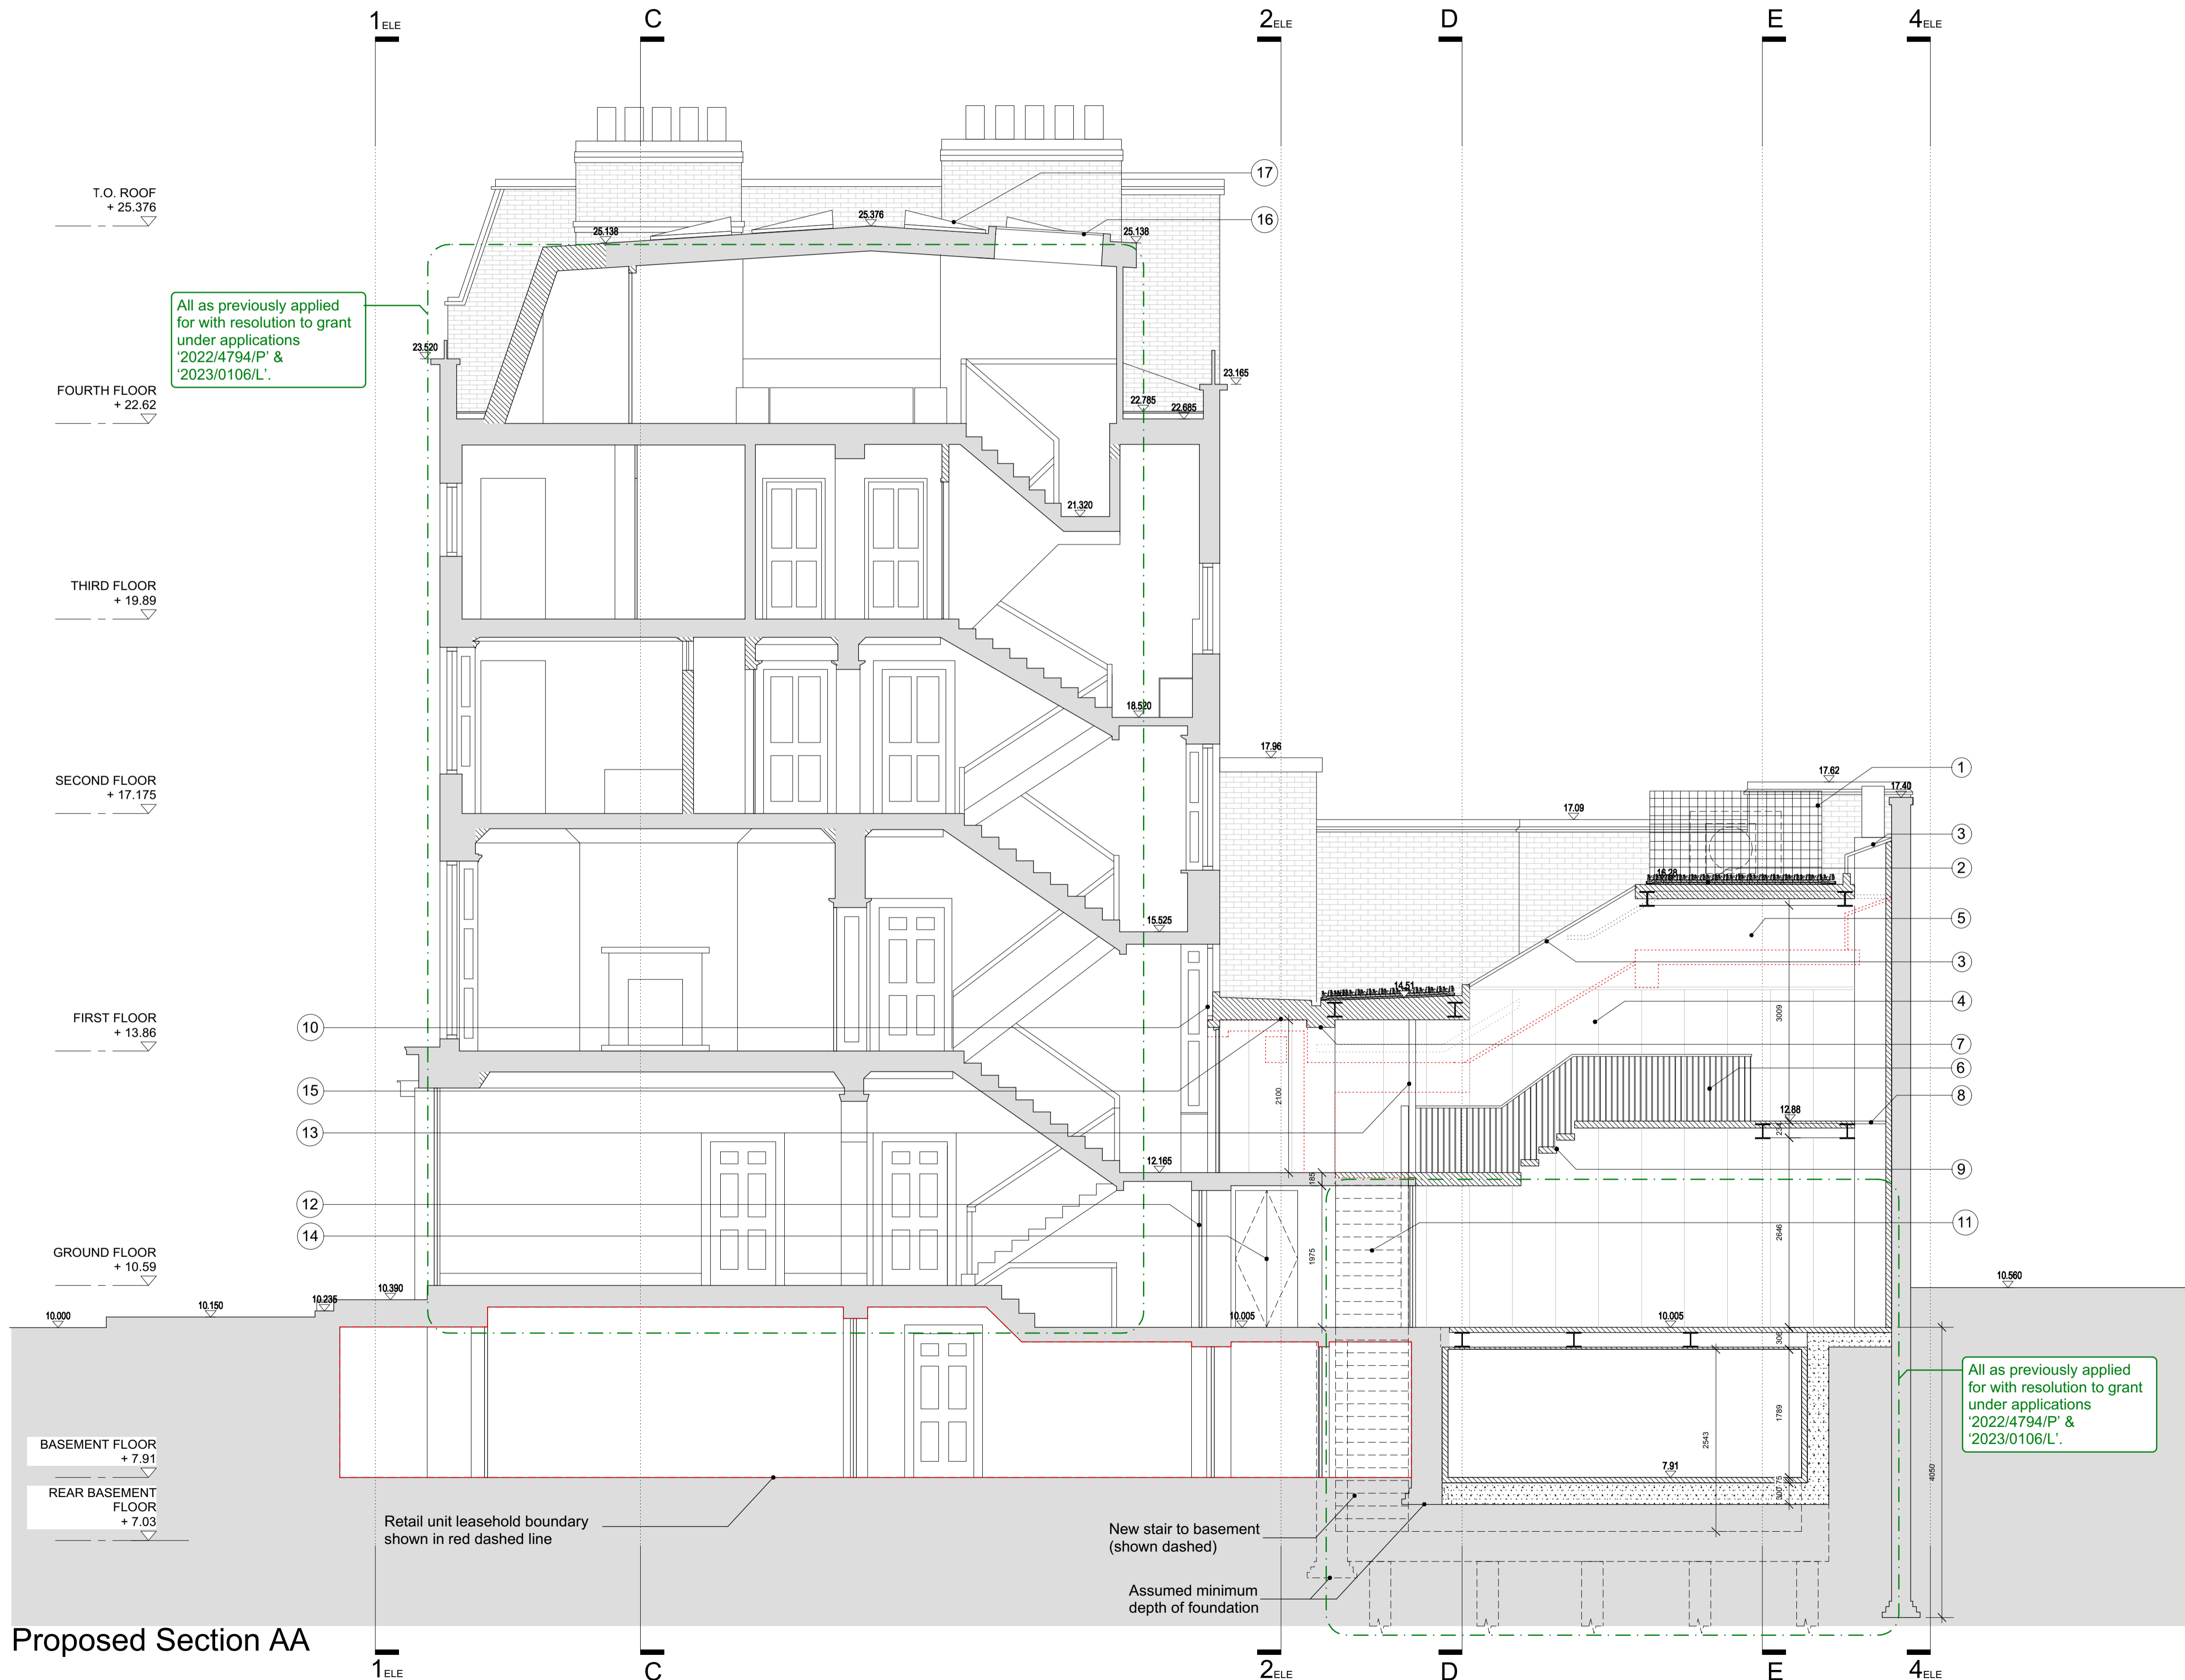 1ELE
C
2ELE
D
E
4ELE
17
T.O. ROOF
+ 25.376
25.376
16
25.138
25.138
All as previously applied
for with resolution to grant
under applications
‘2022/4794/P’ &
‘2023/0106/L’.
23.520
23.165
FOURTH FLOOR
+ 22.62
22.785
22.685
21.320
THIRD FLOOR
+ 19.89
18.520
17.96
SECOND FLOOR
+ 17.175
17.62
1
17.40
17.09
3
2
16.28
15.525
5
3
14.51
4
3009
FIRST FLOOR
+ 13.86
10
7
6
15
2100
8
12.88
234
13
12.165
9
185
12
11
14
1975
2646
GROUND FLOOR
+ 10.59
10.560
10.390
10.235
10.150
10.000
10.005
10.005
306
All as previously applied
for with resolution to grant
under applications
‘2022/4794/P’ &
‘2023/0106/L’.
1789
2543
BASEMENT FLOOR
+ 7.91
7.91
4050
75
300
REAR BASEMENT
FLOOR
+ 7.03
Retail unit leasehold boundary
shown in red dashed line
New stair to basement
(shown dashed)
Assumed minimum
depth of foundation
Proposed Section AA
1ELE
C
2ELE
D
E
4ELE